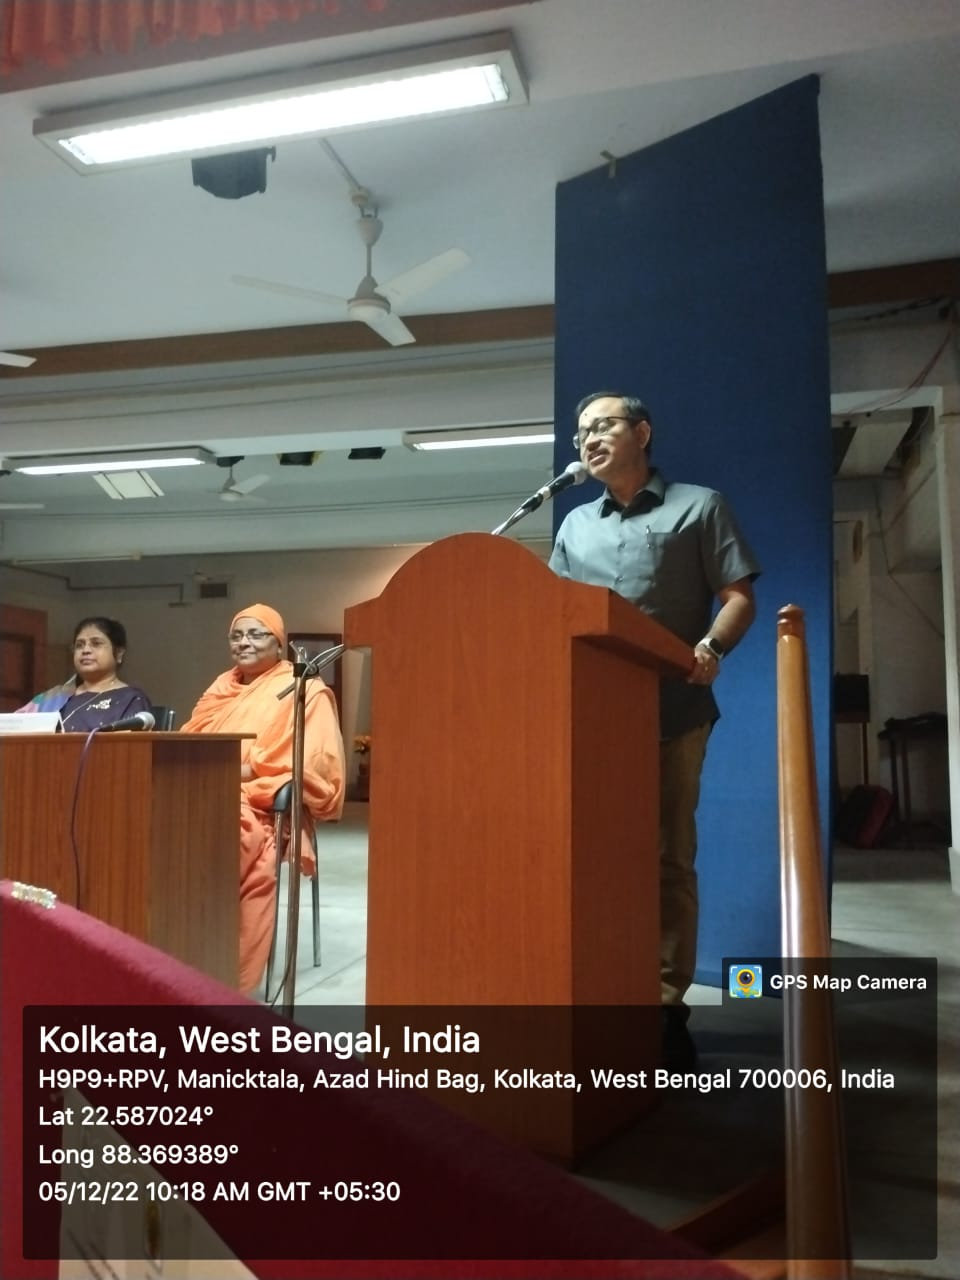 GPS Map Camera
Kolkata, West Bengal, India
H9P9+RPV, Manicktala, Azad Hind Bag, Kolkata, West Bengal 700006, India
Lat 22.587024°
Long 88.369389°
05/12/22 10:18 AM GMT +05:30